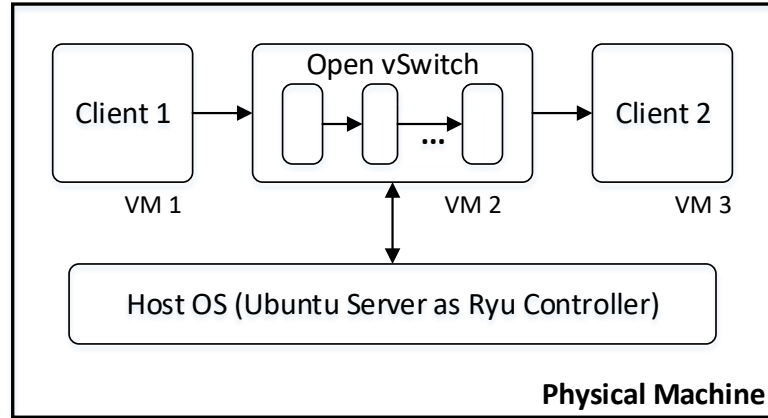 Open vSwitch
Client 1
...
Client 2
VM 1
VM 2
VM 3
Host OS (Ubuntu Server as Ryu Controller)
Physical Machine